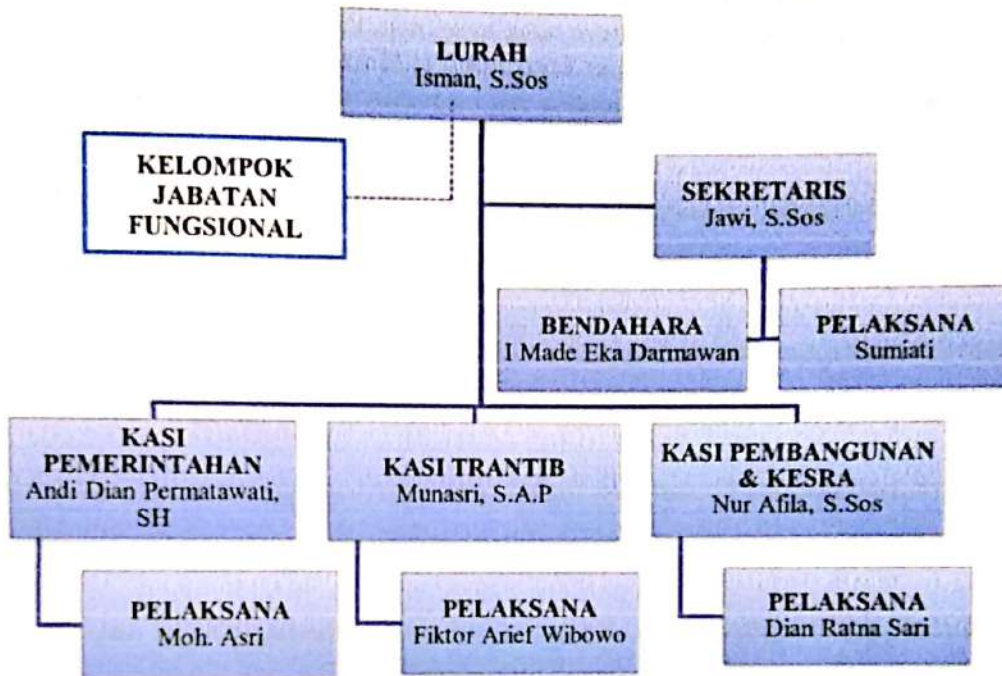 LURAH
Isman, S.Sos
KELOMPOK
JABATAN
FUNGSIONAL
SEKRETARIS
Jawi, S.Sos
BENDAHARA
I Made Eka Darmawan
PELAKSANA
Sumiati
KASI
PEMERINTAHAN
Andi Dian Permatawati,
SH
KASI TRANTIB
Munasri, S.A.P
KASI PEMBANGUNAN
& KESRA
Nur Afila, S.Sos
PELAKSANA
Moh. Asri
PELAKSANA
Fiktor Arief Wibowo
PELAKSANA
Dian Ratna Sari